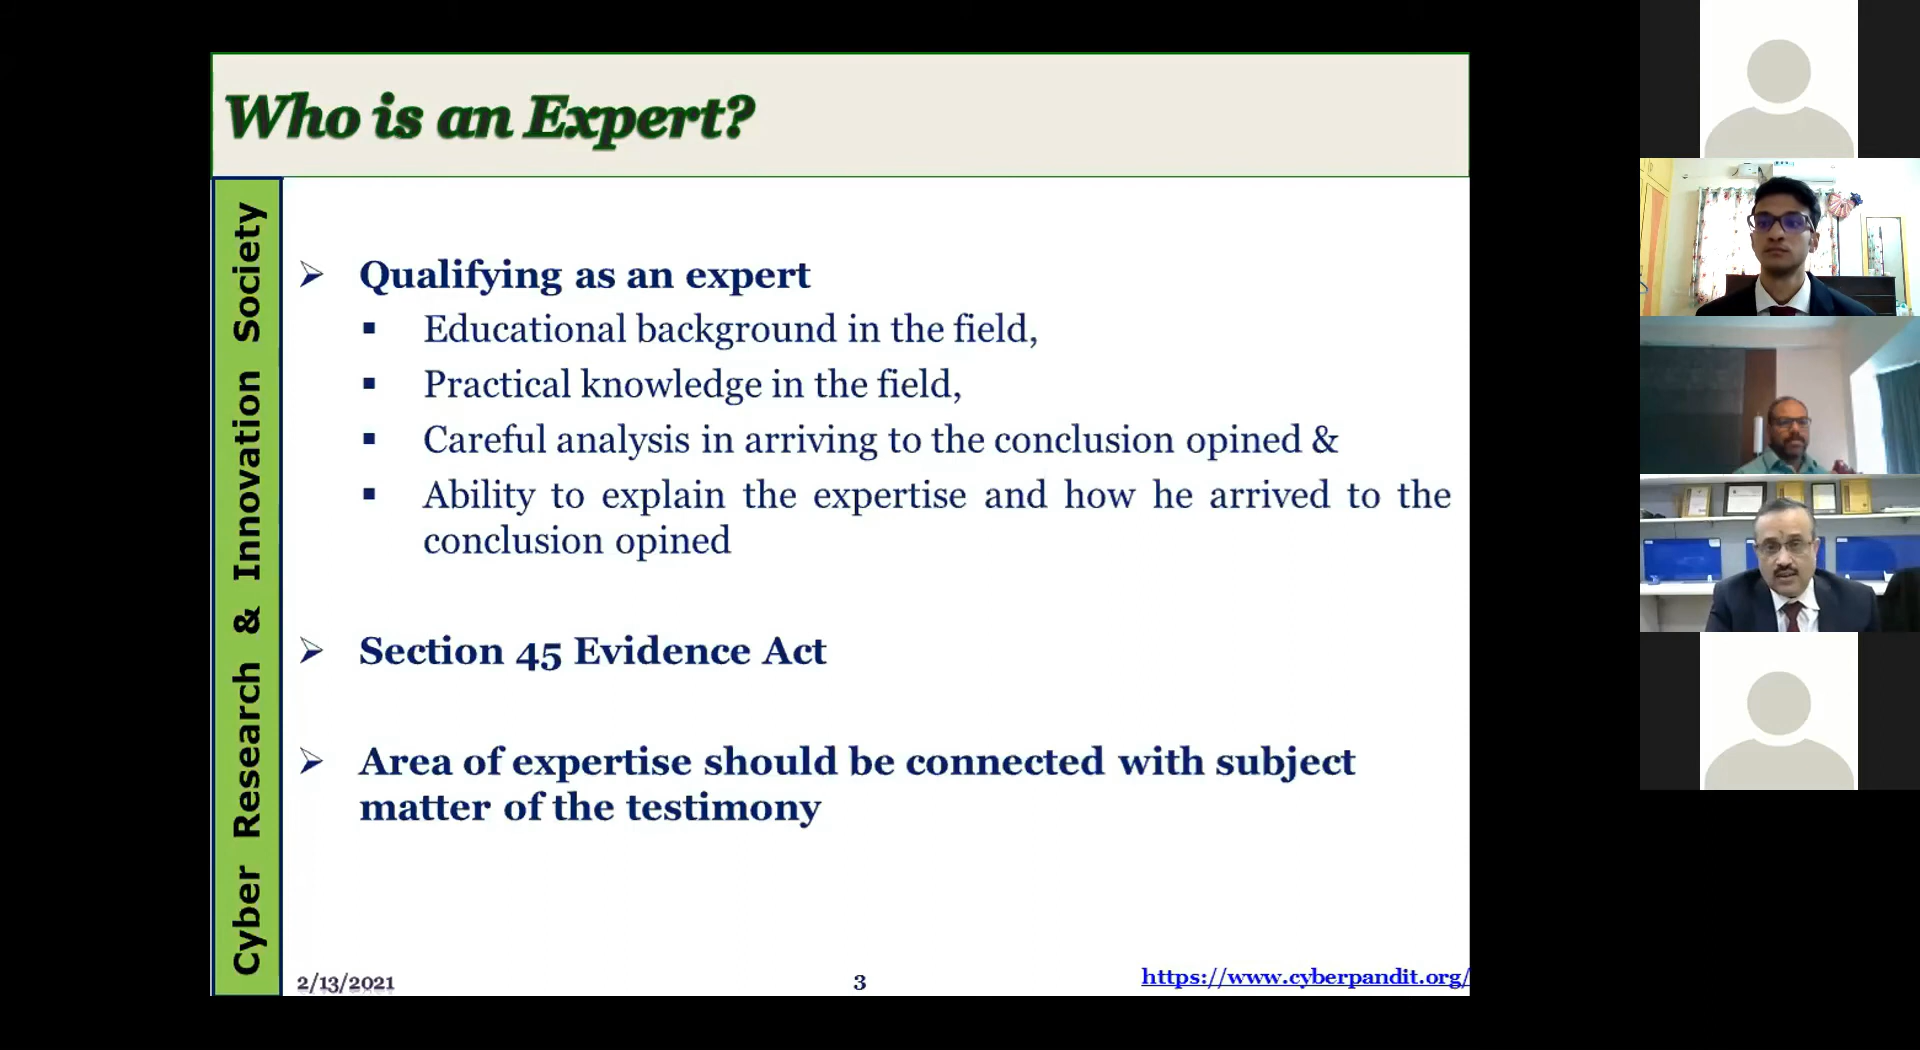 Who is an Expert?
Cyber Research & Innovation Society
Qualifying as an expert
Educational background in the field,
Practical knowledge in the field,
Careful analysis in arriving to the conclusion opined &
Ability to explain the expertise and how he arrived to the
conclusion opined
Section 45 Evidence Act
Area of expertise should be connected with subject
matter of the testimony
2/13/2021
3
https://www.cyberpandit.org/